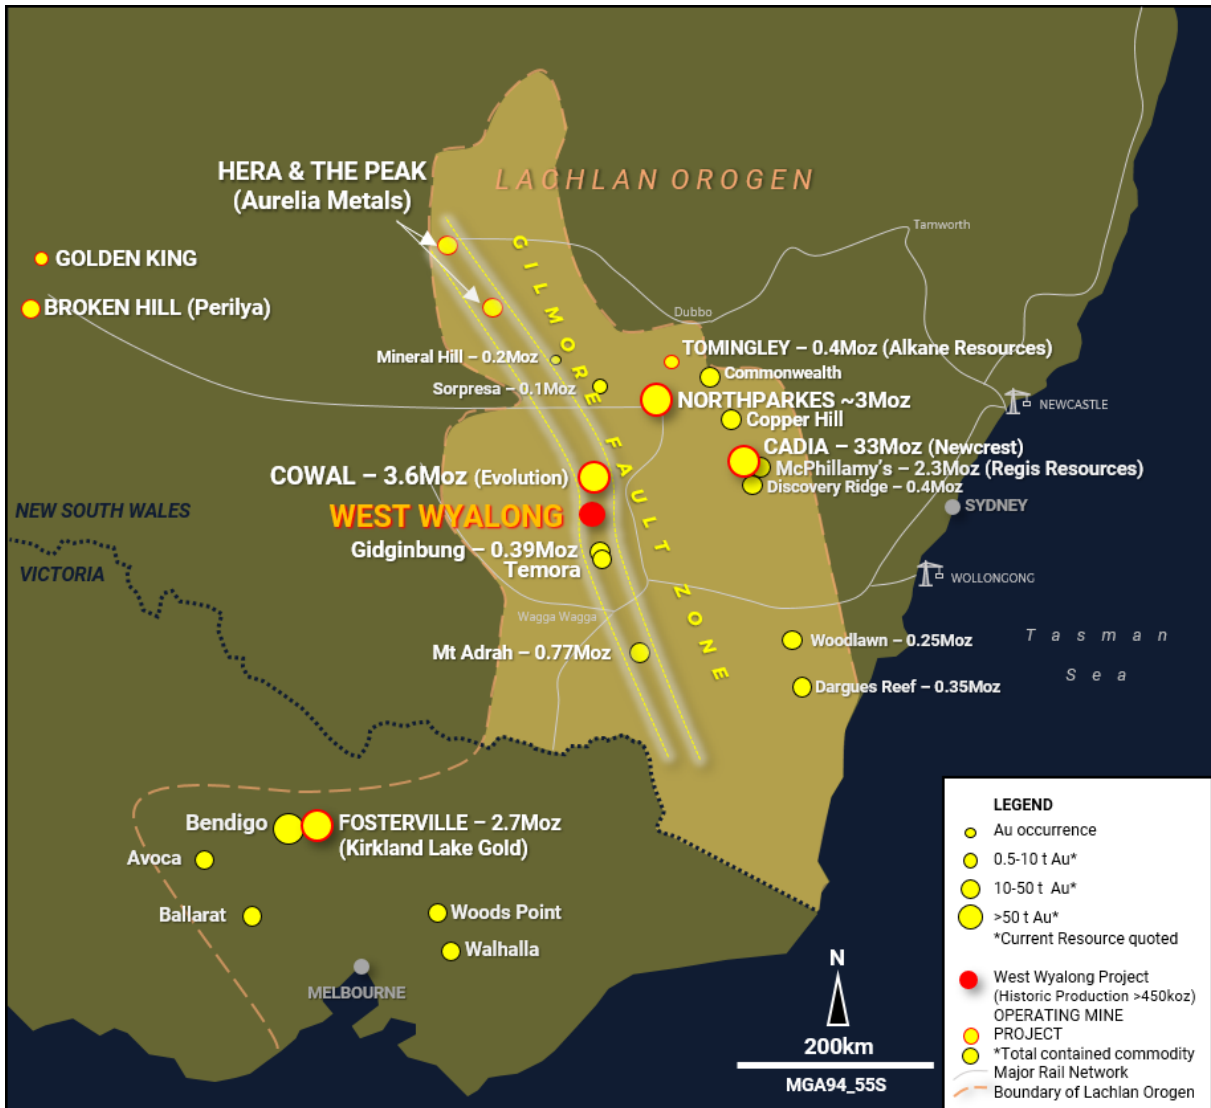 LACHLAN OROGEN
HERA & THE PEAK
(Aurelia Metals)
Tamworth
GOLDEN KING
BROKEN HILL (Perilya)
GILMORE FAULT ZONE
Dubbo
Mineral Hill – 0.2Moz
TOMINGLEY – 0.4Moz (Alkane Resources)
Commonwealth
Sorpresa – 0.1Moz
NORTHPARKES ~3Moz
NEWCASTLE
Copper Hill
CADIA – 33Moz (Newcrest)
McPhillamy's – 2.3Moz (Regis Resources)
Discovery Ridge – 0.4Moz
COWAL – 3.6Moz (Evolution)
SYDNEY
WEST WYALONG
NEW SOUTH WALES
VICTORIA
Gidginbung – 0.39Moz
Temora
WOLLONGONG
Wagga Wagga
Woodlawn – 0.25Moz
Tasman
Sea
Mt Adrah – 0.77Moz
Dargues Reef – 0.35Moz
Bendigo
FOSTERVILLE – 2.7Moz
(Kirkland Lake Gold)
Avoca
Ballarat
Woods Point
Walhalla
MELBOURNE
N
200km
MGA94_55S
LEGEND
Au occurrence
0.5-10 t Au*
10-50 t Au*
>50 t Au*
*Current Resource quoted
West Wyalong Project
(Historic Production >450koz)
OPERATING MINE
PROJECT
*Total contained commodity
Major Rail Network
Boundary of Lachlan Orogen